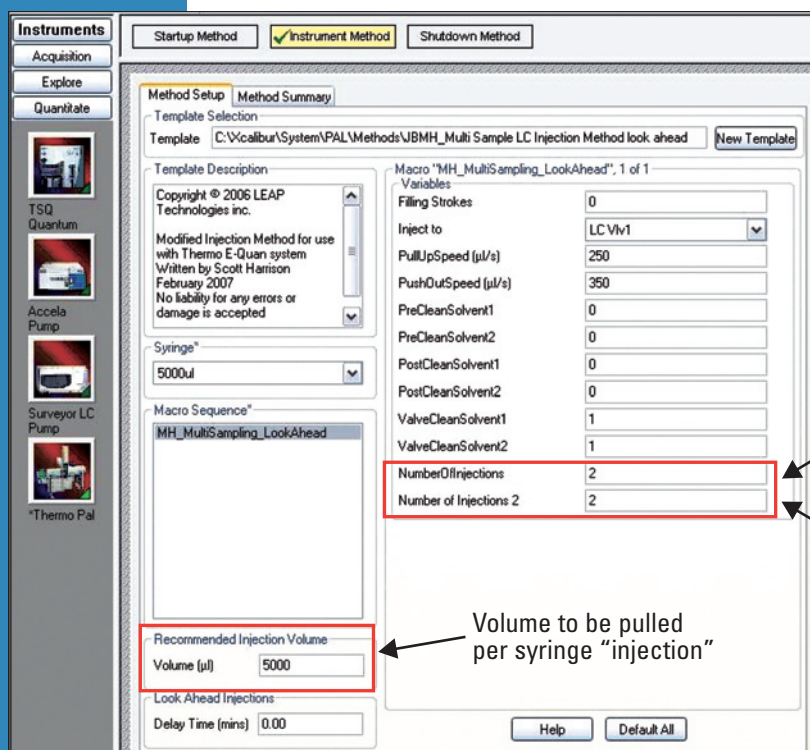 Instruments
Acquisition
Explore
Quantitate
TSQ
Quantum
Accela
Pump
Surveyor LC
Pump
*Thermo Pal
Startup Method
Instrument Method
Shutdown Method
Method Setup
Method Summary
Template Selection
Template C:\Xcalibur\System\PAL\Methods\JBMH_Multi Sample LC Injection Method look ahead New Template
Template Description
Copyright © 2006 LEAP
Technologies inc.
Modified Injection Method for use
with Thermo E-Quan system
Written by Scott Harrison
February 2007
No liability for any errors or
damage is accepted
Syringe*
5000ul
Macro Sequence*
MH_MultiSampling_LookAhead
Recommended Injection Volume
Volume (µl) 5000
Look Ahead Injections
Delay Time (mins) 0.00
Macro "MH_MultiSampling_LookAhead", 1 of 1
Variables
Filling Strokes 0
Inject to LC Vlv1
PullUpSpeed (µl/s) 250
PushOutSpeed (µl/s) 350
PreCleanSolvent1 0
PreCleanSolvent2 0
PostCleanSolvent1 0
PostCleanSolvent2 0
ValveCleanSolvent1 1
ValveCleanSolvent2 1
NumberOfInjections 2
Number of Injections 2 2
Volume to be pulled
per syringe “injection”
Help
Default All